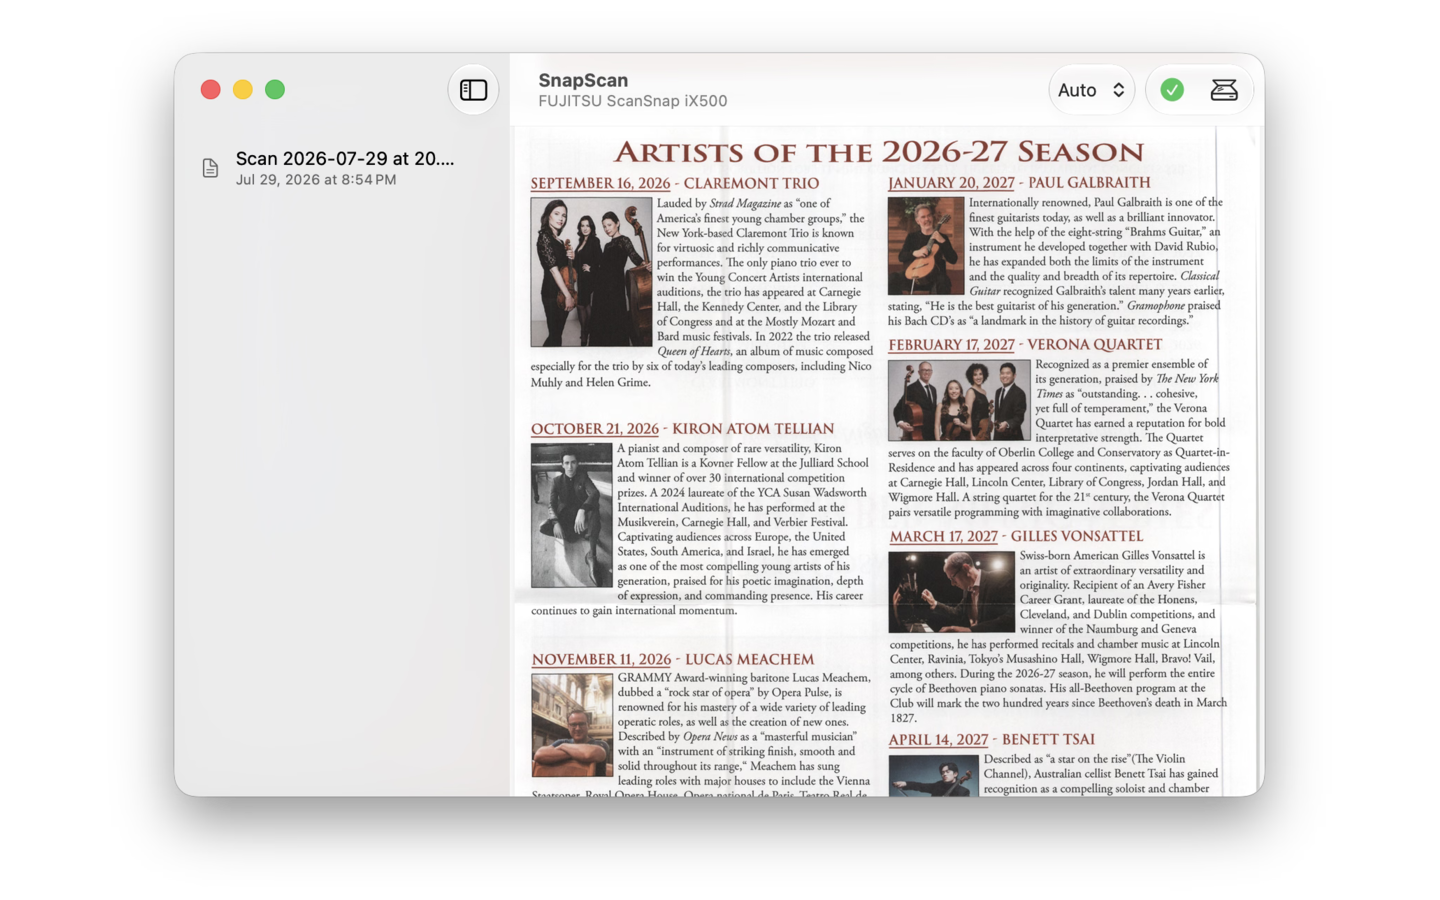 SnapScan
FUJITSU ScanSnap iX500
Auto
Scan 2026-07-29 at 20....
Jul 29, 2026 at 8:54 PM
ARTISTS OF THE 2026-27 SEASON
SEPTEMBER 16, 2026 - CLAREMONT TRIO
Lauded by Strad Magazine as “one of
America’s finest young chamber groups,” the
New York-based Claremont Trio is known
for virtuosic and richly communicative
performances. The only piano trio ever to
win the Young Concert Artists international
auditions, the trio has appeared at Carnegie
Hall, the Kennedy Center, and the Library
of Congress and at the Mostly Mozart and
Bard music festivals. In 2022 the trio released
Queen of Hearts, an album of music composed
especially for the trio by six of today’s leading composers, including Nico
Muhly and Helen Grime.
OCTOBER 21, 2026 - KIRON ATOM TELLIAN
A pianist and composer of rare versatility, Kiron
Atom Tellian is a Kovner Fellow at the Julliard School
and winner of over 30 international competition
prizes. A 2024 laureate of the YCA Susan Wadsworth
International Auditions, he has performed at the
Musikverein, Carnegie Hall, and Verbier Festival.
Captivating audiences across Europe, the United
States, South America, and Israel, he has emerged
as one of the most compelling young artists of his
generation, praised for his poetic imagination, depth
of expression, and commanding presence. His career
continues to gain international momentum.
NOVEMBER 11, 2026 - LUCAS MEACHEM
GRAMMY Award-winning baritone Lucas Meachem,
dubbed a “rock star of opera” by Opera Pulse, is
renowned for his mastery of a wide variety of leading
operatic roles, as well as the creation of new ones.
Described by Opera News as a “masterful musician”
with an “instrument of striking finish, smooth and
solid throughout its range,“ Meachem has sung
leading roles with major houses to include the Vienna
Staatsoper, Royal Opera House, Opera national de Paris, Teatro Real de
JANUARY 20, 2027 - PAUL GALBRAITH
Internationally renowned, Paul Galbraith is one of the
finest guitarists today, as well as a brilliant innovator.
With the help of the eight-string “Brahms Guitar,” an
instrument he developed together with David Rubio,
he has expanded both the limits of the instrument
and the quality and breadth of its repertoire. Classical
Guitar recognized Galbraith’s talent many years earlier,
stating, “He is the best guitarist of his generation.” Gramophone praised
his Bach CD’s as “a landmark in the history of guitar recordings.”
FEBRUARY 17, 2027 - VERONA QUARTET
Recognized as a premier ensemble of
its generation, praised by The New York
Times as “outstanding. . . cohesive,
yet full of temperament,” the Verona
Quartet has earned a reputation for bold
interpretative strength. The Quartet
serves on the faculty of Oberlin College and Conservatory as Quartet-in-
Residence and has appeared across four continents, captivating audiences
at Carnegie Hall, Lincoln Center, Library of Congress, Jordan Hall, and
Wigmore Hall. A string quartet for the 21st century, the Verona Quartet
pairs versatile programming with imaginative collaborations.
MARCH 17, 2027 - GILLES VONSATTEL
Swiss-born American Gilles Vonsattel is
an artist of extraordinary versatility and
originality. Recipient of an Avery Fisher
Career Grant, laureate of the Honens,
Cleveland, and Dublin competitions, and
winner of the Naumburg and Geneva
competitions, he has performed recitals and chamber music at Lincoln
Center, Ravinia, Tokyo’s Musashino Hall, Wigmore Hall, Bravo! Vail,
among others. During the 2026-27 season, he will perform the entire
cycle of Beethoven piano sonatas. His all-Beethoven program at the
Club will mark the two hundred years since Beethoven’s death in March
1827.
APRIL 14, 2027 - BENETT TSAI
Described as “a star on the rise”(The Violin
Channel), Australian cellist Benett Tsai has gained
recognition as a compelling soloist and chamber